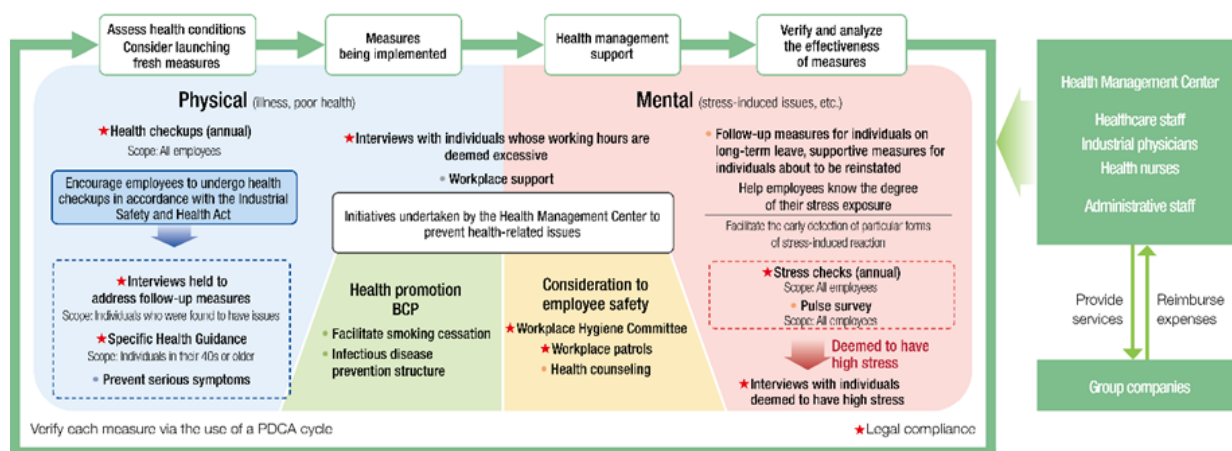 Assess health conditions
Consider launching
fresh measures
Measures
being implemented
Health management
support
Verify and analyze
the effectiveness
of measures
Physical (illness, poor health)
Mental (stress-induced issues, etc.)
★Health checkups (annual)
Scope: All employees
Encourage employees to undergo health
checkups in accordance with the Industrial
Safety and Health Act
★Interviews held to
address follow-up measures
Scope: Individuals who were found to have issues
★Specific Health Guidance
Scope: Individuals in their 40s or older
• Prevent serious symptoms
★Interviews with individuals whose working hours are
deemed excessive
• Workplace support
Initiatives undertaken by the Health Management Center to
prevent health-related issues
Health promotion
BCP
• Facilitate smoking cessation
• Infectious disease
prevention structure
Consideration to
employee safety
★Workplace Hygiene Committee
★Workplace patrols
• Health counseling
• Follow-up measures for individuals on
long-term leave, supportive measures for
individuals about to be reinstated
Help employees know the degree
of their stress exposure
Facilitate the early detection of particular forms
of stress-induced reaction
★Stress checks (annual)
Scope: All employees
• Pulse survey
Scope: All employees
Deemed to have
high stress
★Interviews with individuals
deemed to have high stress
Verify each measure via the use of a PDCA cycle
★Legal compliance
Health Management Center
Healthcare staff
Industrial physicians
Health nurses
Administrative staff
Provide
services
Reimburse
expenses
Group companies